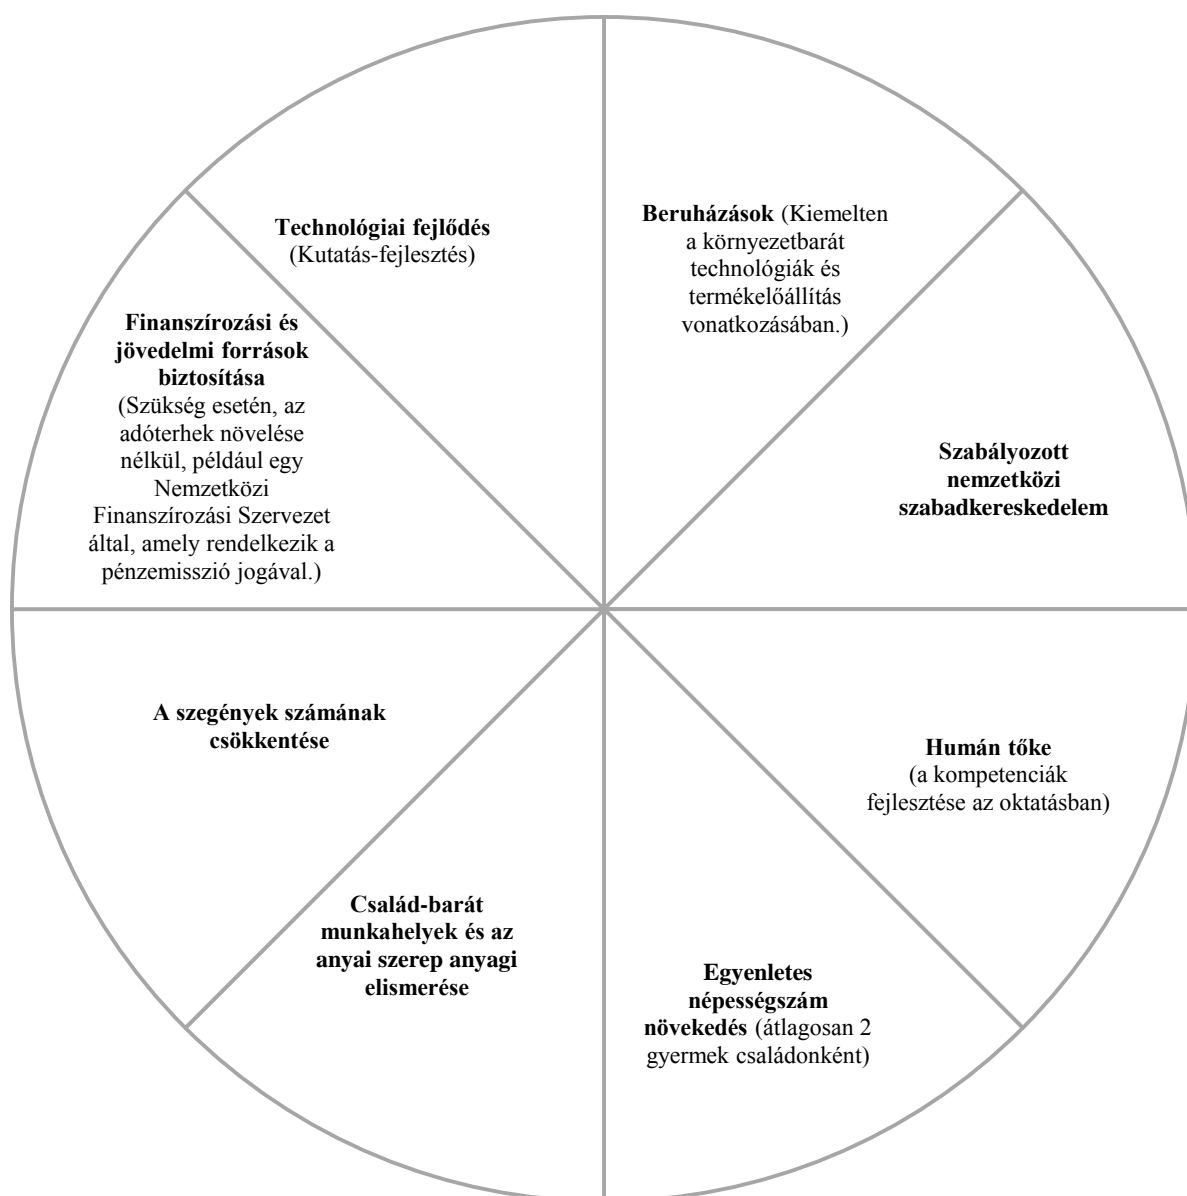 Technológiai fejlődés
(Kutatás-fejlesztés)
Beruházások (Kiemelten
a környezetbarát
technológiák és
termékelőállítás
vonatkozásában.)
Finanszírozási és
jövedelmi források
biztosítása
(Szükség esetén, az
adóterhek növelése
nélkül, például egy
Nemzetközi
Finanszírozási Szervezet
által, amely rendelkezik a
pénzemisszió jogával.)
Szabályozott
nemzetközi
szabadkereskedelem
A szegények számának
csökkentése
Humán tőke
(a kompetenciák
fejlesztése az oktatásban)
Család-barát
munkahelyek és az
anyai szerep anyagi
elismerése
Egyenletes
népességszám
növekedés (átlagosan 2
gyermek családonként)